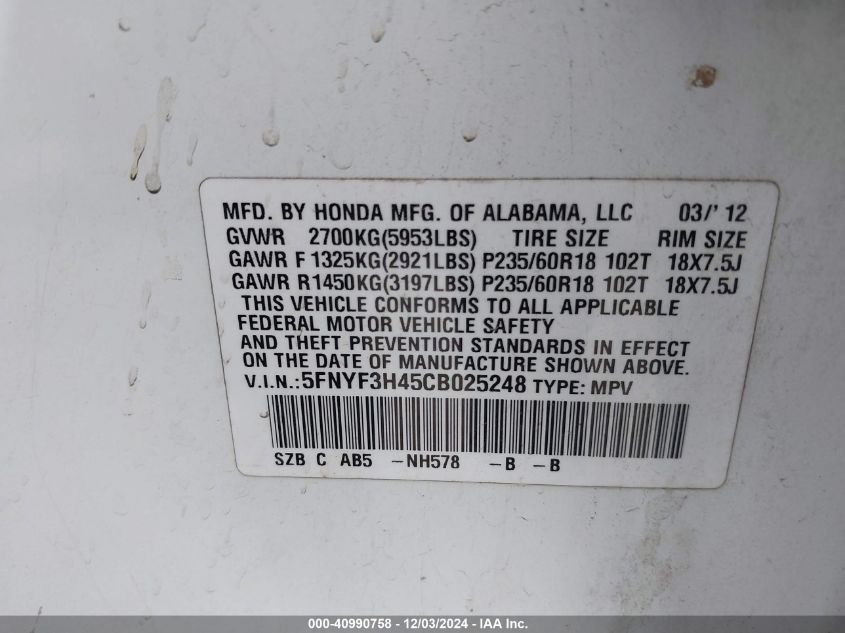 MFD. BY HONDA MFG. OF ALABAMA, LLC 03/' 12
GVWR 2700KG(5953LBS) TIRE SIZE RIM SIZE
GAWR F 1325KG(2921LBS) P235/60R18 102T 18X7.5J
GAWR R1450KG(3197LBS) P235/60R18 102T 18X7.5J
THIS VEHICLE CONFORMS TO ALL APPLICABLE
FEDERAL MOTOR VEHICLE SAFETY
AND THEFT PREVENTION STANDARDS IN EFFECT
ON THE DATE OF MANUFACTURE SHOWN ABOVE.
V.I.N.:5FNYF3H45CB025248 TYPE: MPV
SZB C AB5 -NH578 -B -B
000-40990758 - 12/03/2024 - IAA Inc.